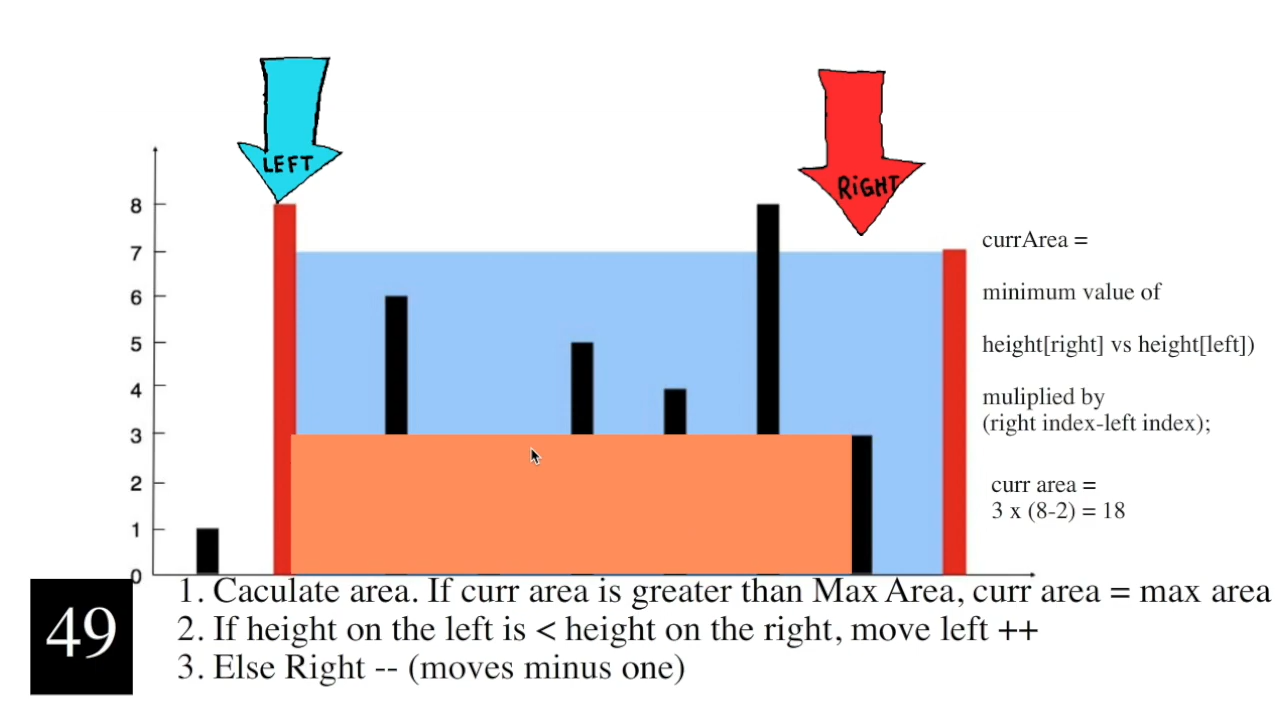 LEFT
RiGHT
8
7
6
5
4
3
2
1
0
currArea =
minimum value of
height[right] vs height[left])
muliplied by
(right index-left index);
curr area =
3 x (8-2) = 18
49
1. Caculate area. If curr area is greater than Max Area, curr area = max area
2. If height on the left is < height on the right, move left ++
3. Else Right -- (moves minus one)